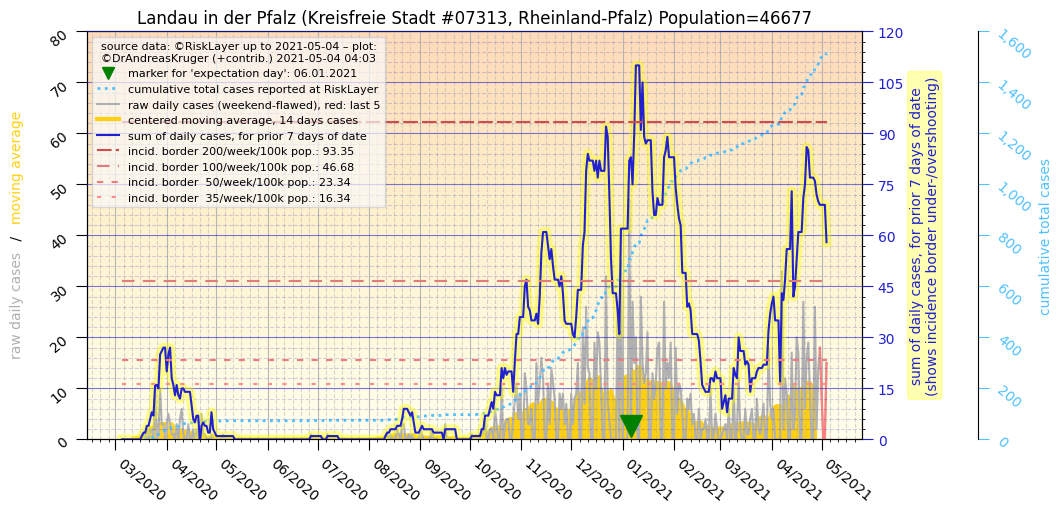 Landau in der Pfalz (Kreisfreie Stadt #07313, Rheinland-Pfalz) Population=46677
source data: ©RiskLayer up to 2021-05-04 – plot:
©DrAndreasKruger (+contrib.) 2021-05-04 04:03
marker for 'expectation day': 06.01.2021
cumulative total cases reported at RiskLayer
raw daily cases (weekend-flawed), red: last 5
centered moving average, 14 days cases
sum of daily cases, for prior 7 days of date
incid. border 200/week/100k pop.: 93.35
incid. border 100/week/100k pop.: 46.68
incid. border 50/week/100k pop.: 23.34
incid. border 35/week/100k pop.: 16.34
raw daily cases / moving average
80
70
60
50
40
30
20
10
0
03/2020
04/2020
05/2020
06/2020
07/2020
08/2020
09/2020
10/2020
11/2020
12/2020
01/2021
02/2021
03/2021
04/2021
05/2021
120
105
90
75
60
45
30
15
0
sum of daily cases, for prior 7 days of date
(shows incidence border under-/overshooting)
1,600
1,400
1,200
1,000
800
600
400
200
0
cumulative total cases